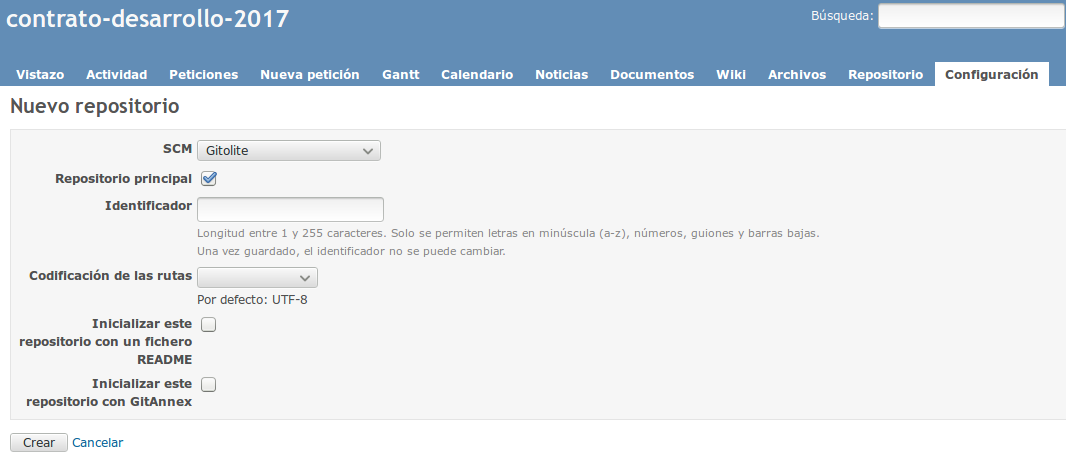 contrato-desarrollo-2017
Búsqueda:
Vistazo Actividad Peticiones Nueva petición Gantt Calendario Noticias Documentos Wiki Archivos Repositorio Configuración
Nuevo repositorio
SCM Gitolite
Repositorio principal
Identificador
Longitud entre 1 y 255 caracteres. Solo se permiten letras en minúscula (a-z), números, guiones y barras bajas.
Una vez guardado, el identificador no se puede cambiar.
Codificación de las rutas
Por defecto: UTF-8
Inicializar este
repositorio con un fichero
README
Inicializar este
repositorio con GitAnnex
Crear Cancelar